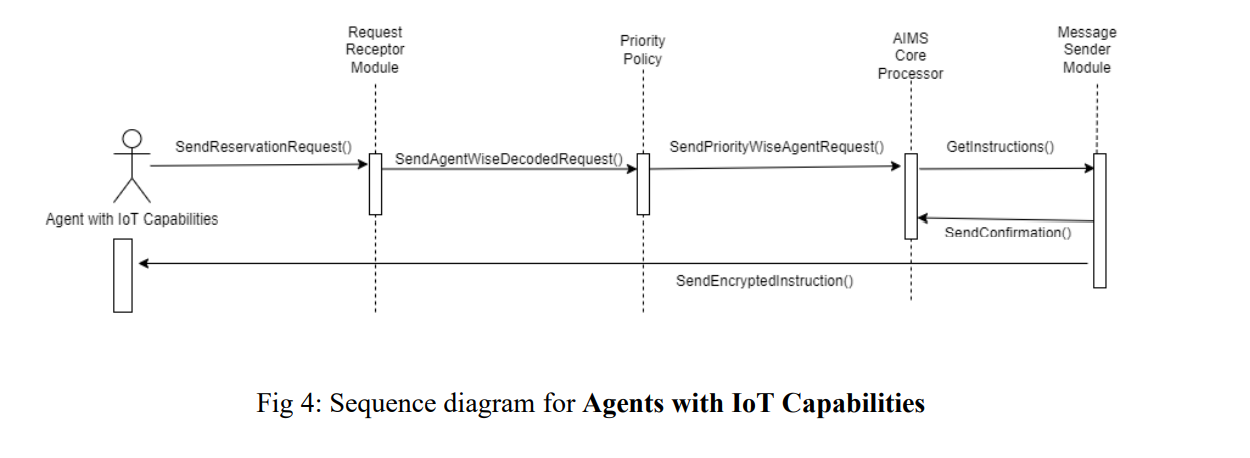 Request
Receptor
Module
Priority
Policy
AIMS
Core
Processor
Message
Sender
Module
SendReservationRequest()
SendAgentWiseDecodedRequest()
SendPriorityWiseAgentRequest()
GetInstructions()
Agent with IoT Capabilities
SendConfirmation()
SendEncryptedInstruction()
Fig 4: Sequence diagram for Agents with IoT Capabilities